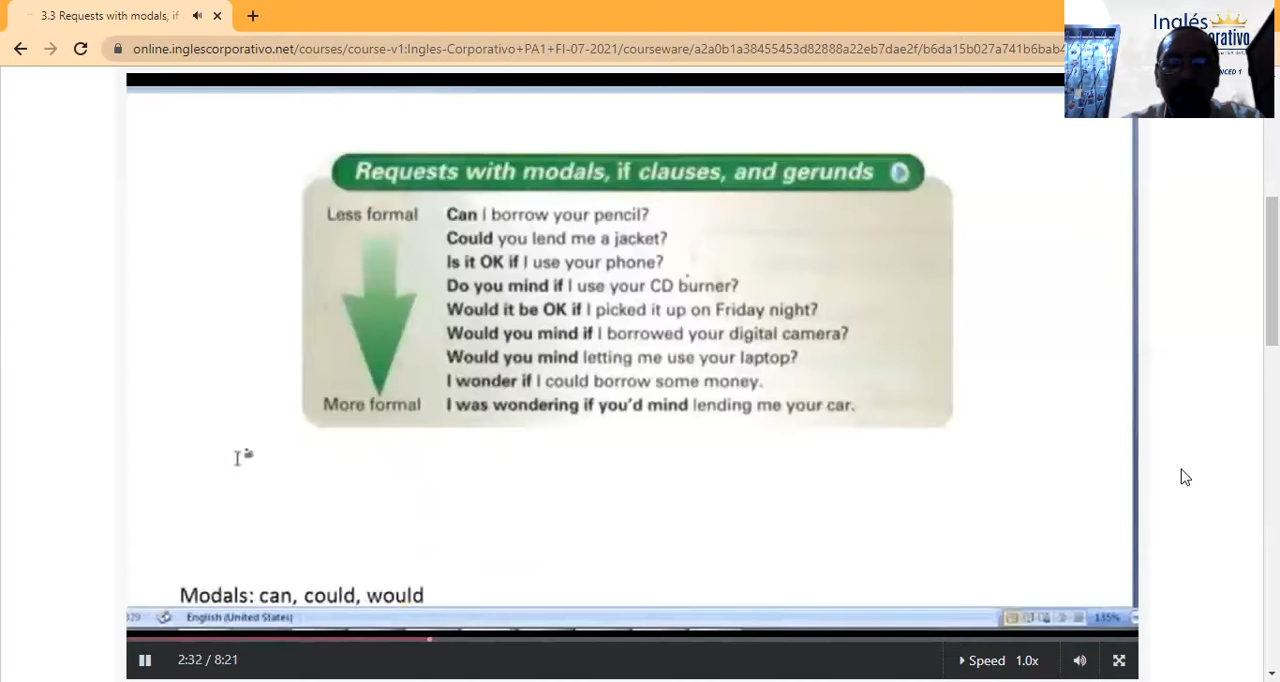 3.3 Requests with modals, if
online.inglescorporativo.net/courses/course-v1:Ingles-Corporativo+PA1+FI-07-2021/courseware/a2a0b1a38455453d82888a22eb7dae2f/b6da15b027a741b6bab4
Inglés
orativo
NCED 1
Requests with modals, if clauses, and gerunds
Less formal
Can I borrow your pencil?
Could you lend me a jacket?
Is it OK if I use your phone?
Do you mind if I use your CD burner?
Would it be OK if I picked it up on Friday night?
Would you mind if I borrowed your digital camera?
Would you mind letting me use your laptop?
I wonder if I could borrow some money.
More formal
I was wondering if you'd mind lending me your car.
Modals: can, could, would
English (United States)
135%
2:32 / 8:21
Speed 1.0x